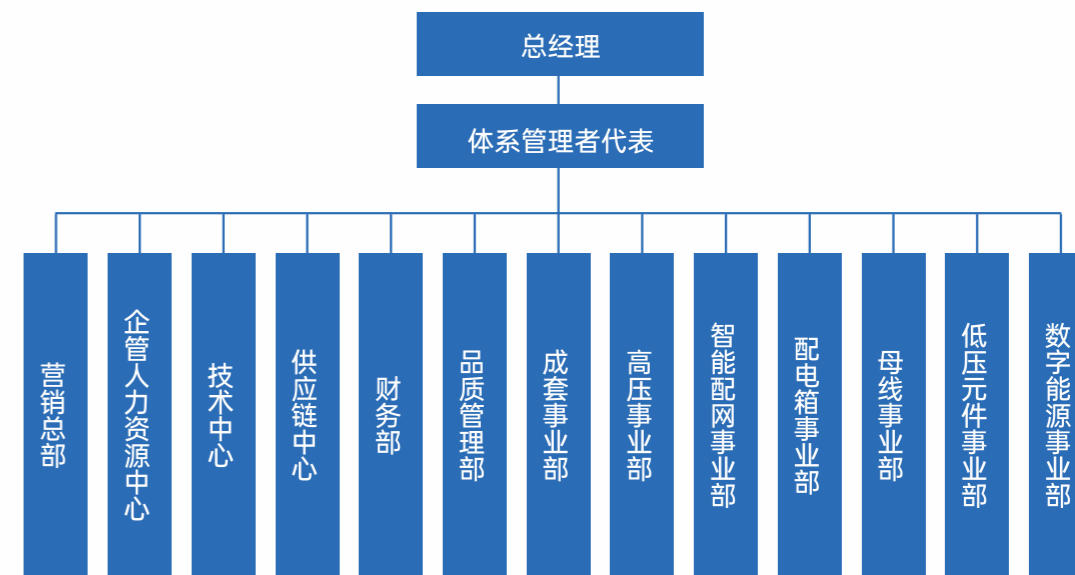 总经理
体系管理者代表
营销总部
企管人力资源中心
技术中心
供应链中心
财务部
品质管理部
成套事业部
高压事业部
智能配网事业部
配电箱事业部
母线事业部
低压元件事业部
数字能源事业部